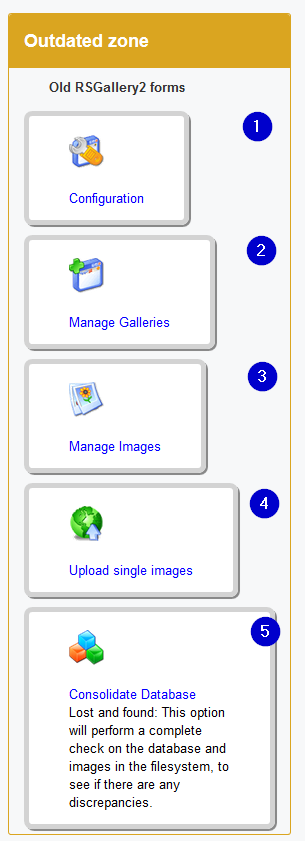 Outdated zone
Old RSGallery2 forms
1
Configuration
2
Manage Galleries
3
Manage Images
4
Upload single images
5
Consolidate Database
Lost and found: This option
will perform a complete
check on the database and
images in the filesystem, to
see if there are any
discrepancies.